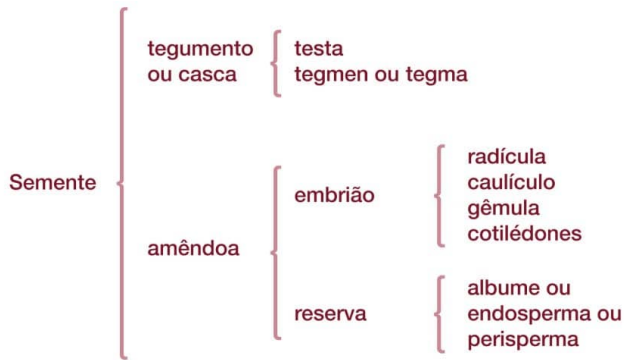 tegumento
ou casca
testa
tegmen ou tegma
Semente
amêndoa
embrião
radícula
caulículo
gêmula
cotilédones
reserva
albume ou
endosperma ou
perisperma